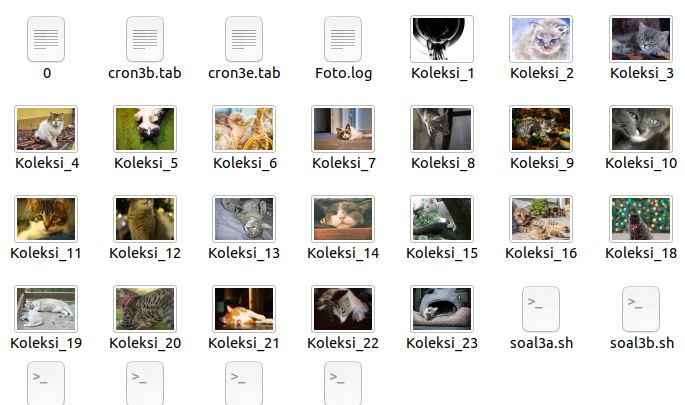 0 cron3b.tab cron3e.tab Foto.log Koleksi_1 Koleksi_2 Koleksi_3
Koleksi_4 Koleksi_5 Koleksi_6 Koleksi_7 Koleksi_8 Koleksi_9 Koleksi_10
Koleksi_11 Koleksi_12 Koleksi_13 Koleksi_14 Koleksi_15 Koleksi_16 Koleksi_18
Koleksi_19 Koleksi_20 Koleksi_21 Koleksi_22 Koleksi_23 soal3a.sh soal3b.sh